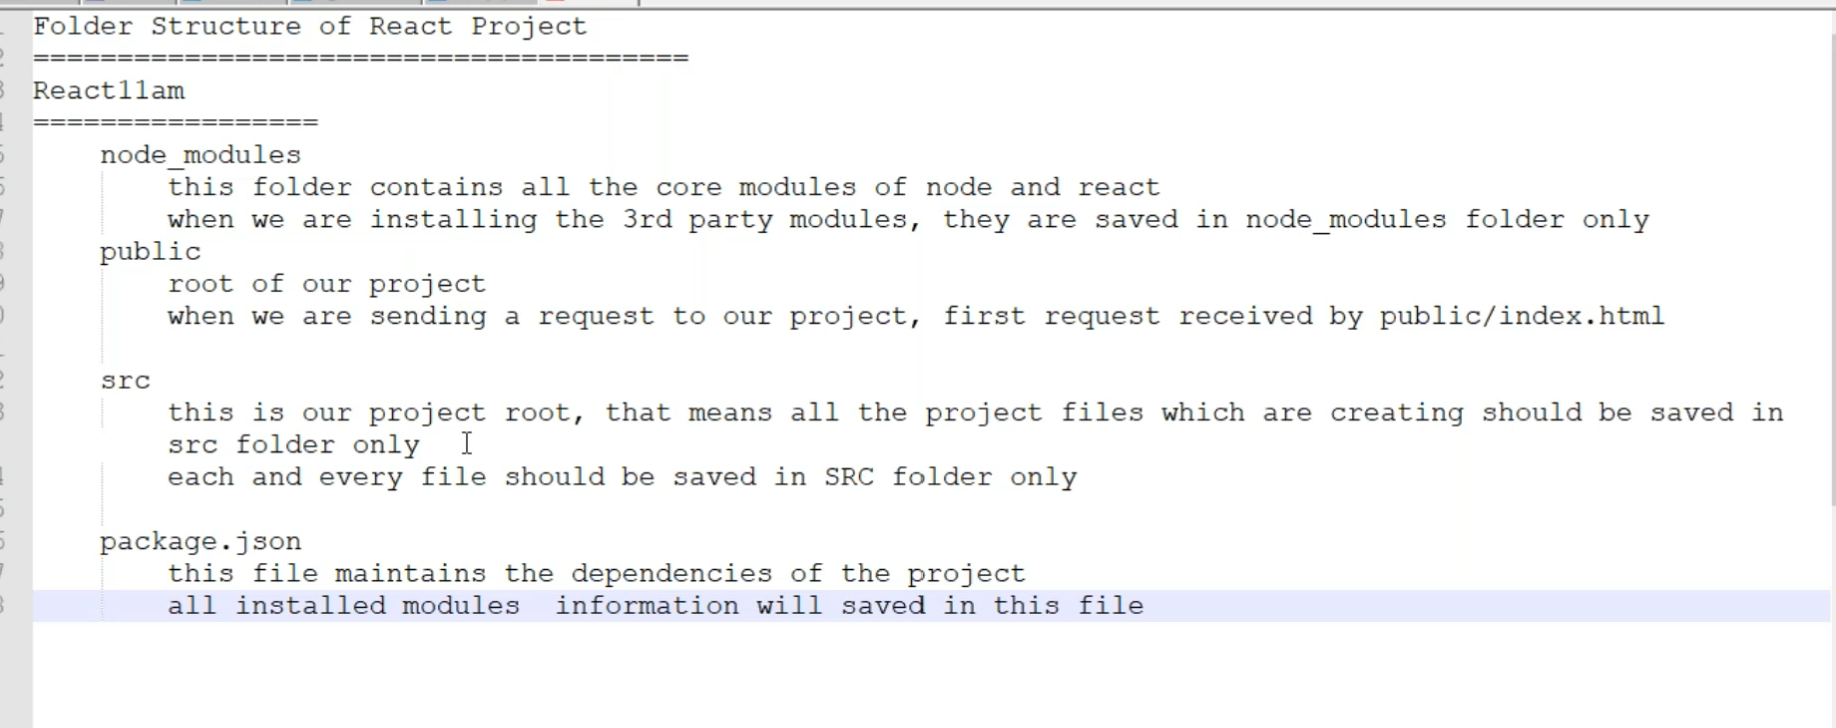 Folder Structure of React Project
=======================================
React11am
=================
node_modules
this folder contains all the core modules of node and react
when we are installing the 3rd party modules, they are saved in node_modules folder only
public
root of our project
when we are sending a request to our project, first request received by public/index.html
src
this is our project root, that means all the project files which are creating should be saved in
src folder only
each and every file should be saved in SRC folder only
package.json
this file maintains the dependencies of the project
all installed modules  information will saved in this file